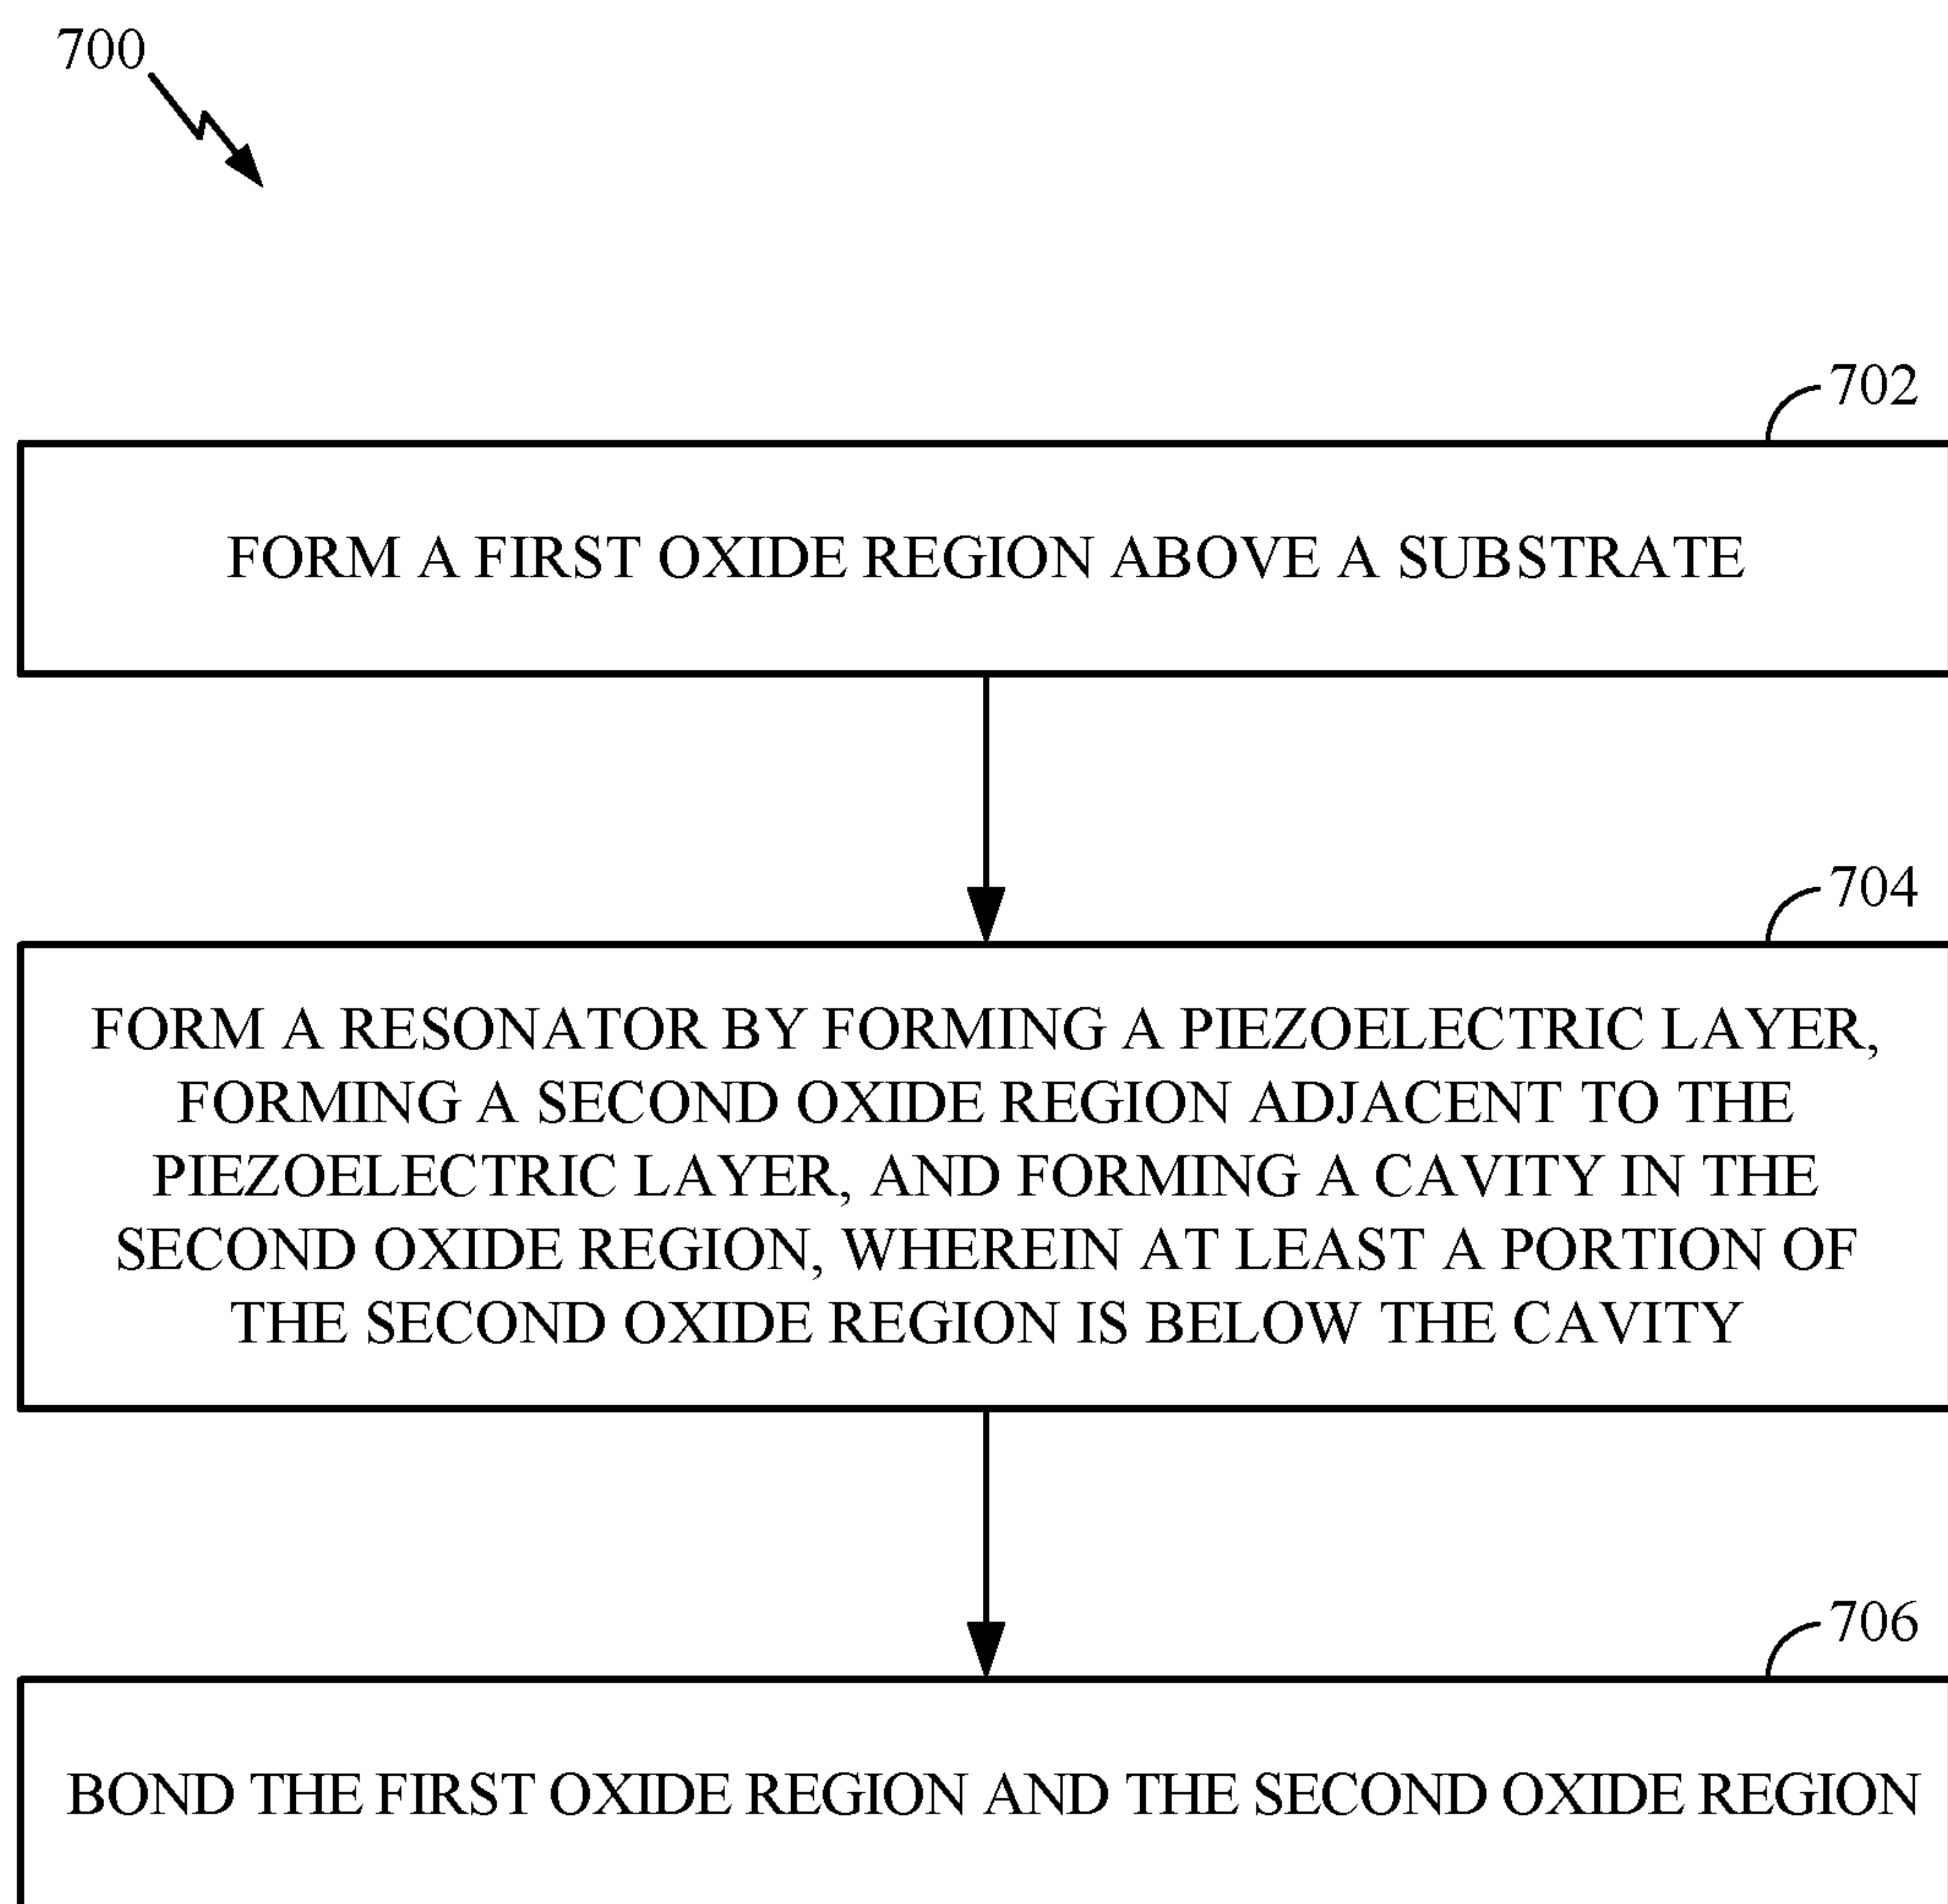 700
702
FORM A FIRST OXIDE REGION ABOVE A SUBSTRATE
704
FORM A RESONATOR BY FORMING A PIEZOELECTRIC LAYER,
FORMING A SECOND OXIDE REGION ADJACENT TO THE
PIEZOELECTRIC LAYER, AND FORMING A CAVITY IN THE
SECOND OXIDE REGION, WHEREIN AT LEAST A PORTION OF
THE SECOND OXIDE REGION IS BELOW THE CAVITY
706
BOND THE FIRST OXIDE REGION AND THE SECOND OXIDE REGION